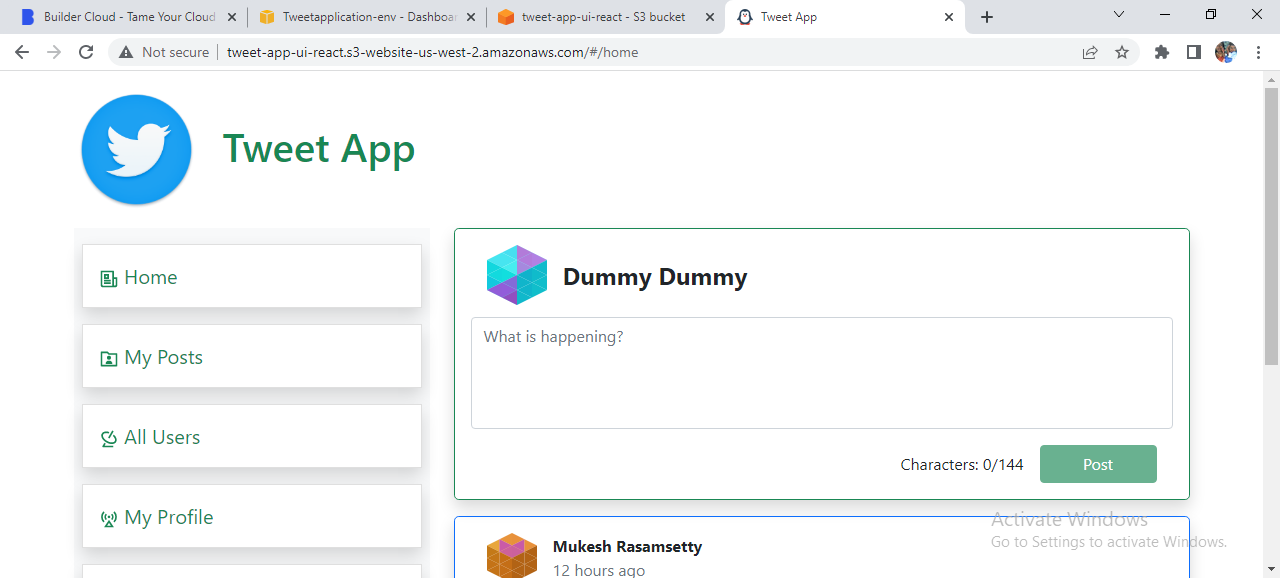 Builder Cloud - Tame Your Cloud
Tweetapplication-env - Dashboar
tweet-app-ui-react - S3 bucket
Tweet App
Not secure
tweet-app-ui-react.s3-website-us-west-2.amazonaws.com/#/home
Tweet App
Home
My Posts
All Users
My Profile
Dummy Dummy
What is happening?
Characters: 0/144
Post
Mukesh Rasamsetty
12 hours ago
Activate Windows
Go to Settings to activate Windows.